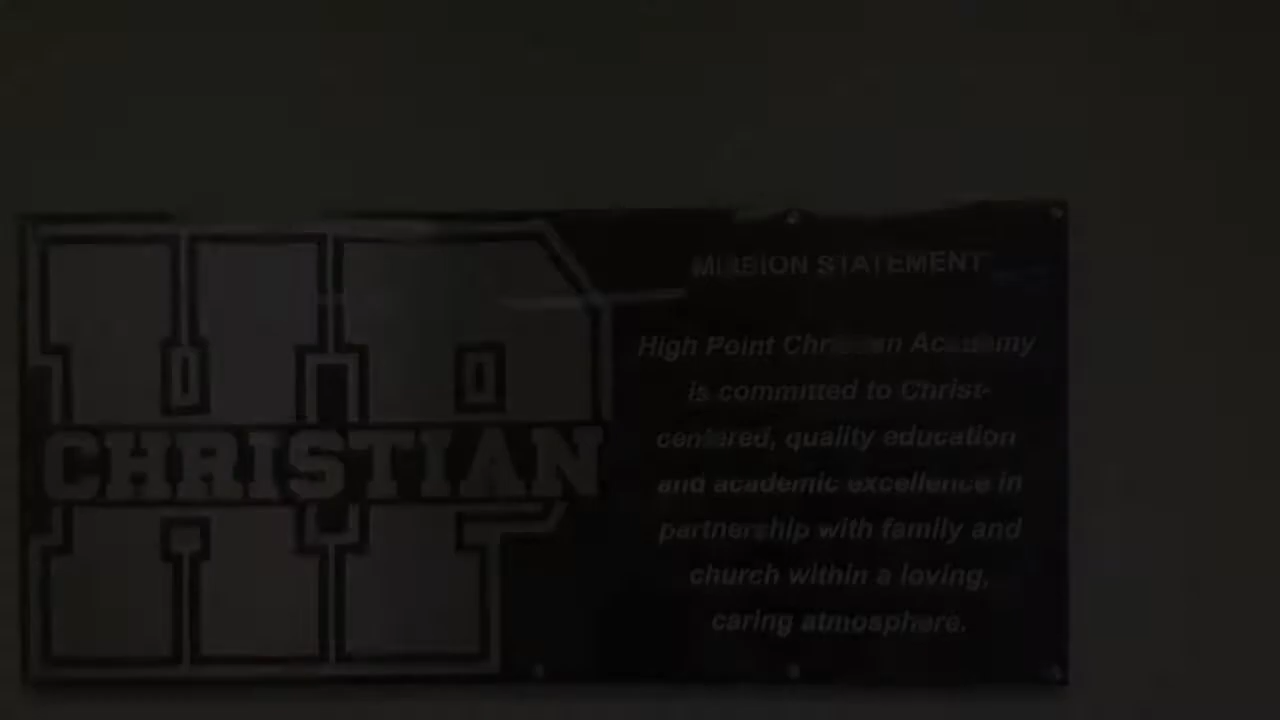 HP
CHRISTIAN
MISSION STATEMENT
High Point Christian Academy
is committed to Christ-
centered, quality education
and academic excellence in
partnership with family and
church within a loving,
caring atmosphere.